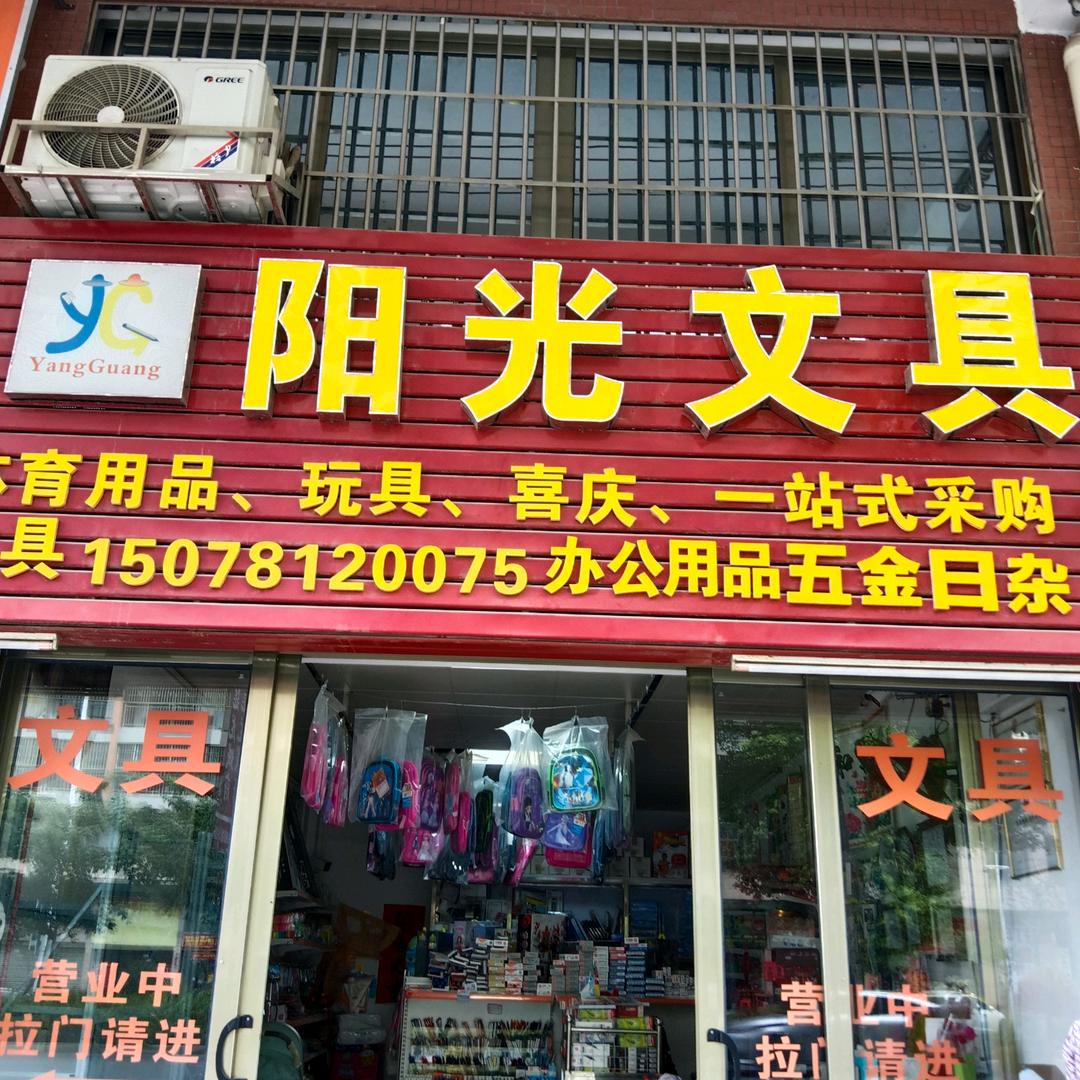 GREE
YG
YangGuang
阳光文具
体育用品、玩具、喜庆、一站式采购
具 15078120075 办公用品五金日杂
文具
文具
营业中
拉门请进
营业中
拉门请进